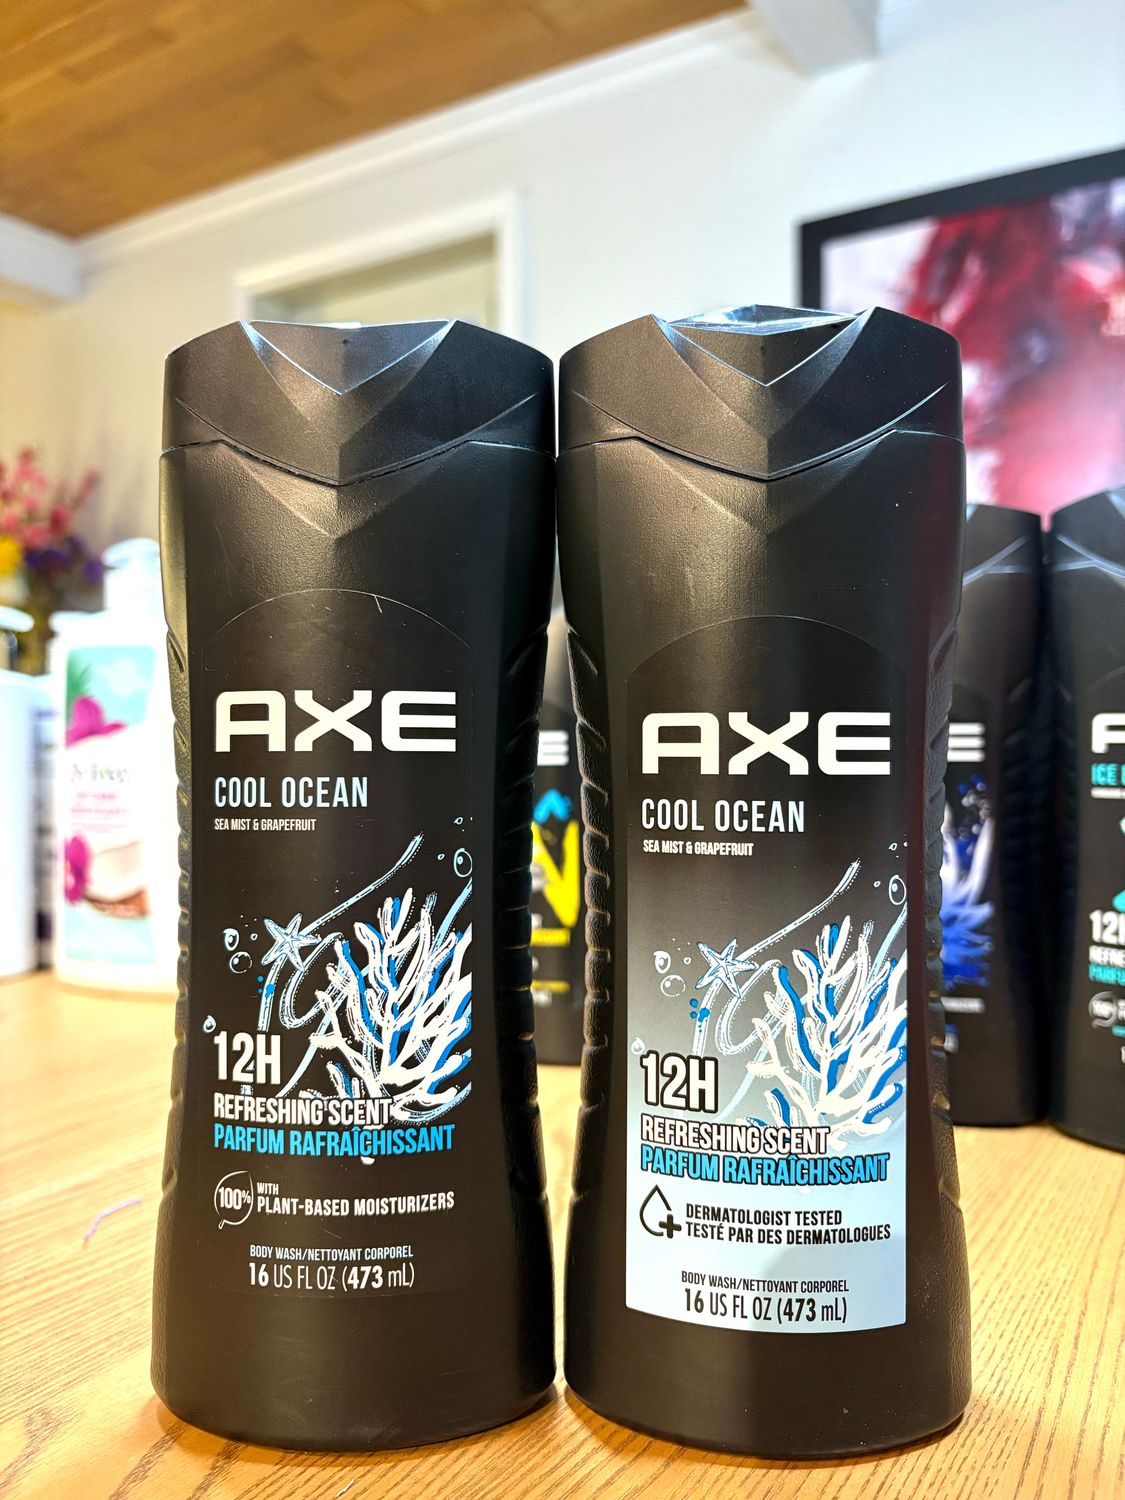 AXE
COOL OCEAN
SEA MIST & GRAPEFRUIT
12H
REFRESHING SCENT
PARFUM RAFRAÎCHISSANT
100%
WITH
PLANT-BASED MOISTURIZERS
BODY WASH/NETTOYANT CORPOREL
16 US FL OZ (473 mL)
AXE
COOL OCEAN
SEA MIST & GRAPEFRUIT
12H
REFRESHING SCENT
PARFUM RAFRAÎCHISSANT
DERMATOLOGIST TESTED
TESTÉ PAR DES DERMATOLOGUES
BODY WASH/NETTOYANT CORPOREL
16 US FL OZ (473 mL)
ICE